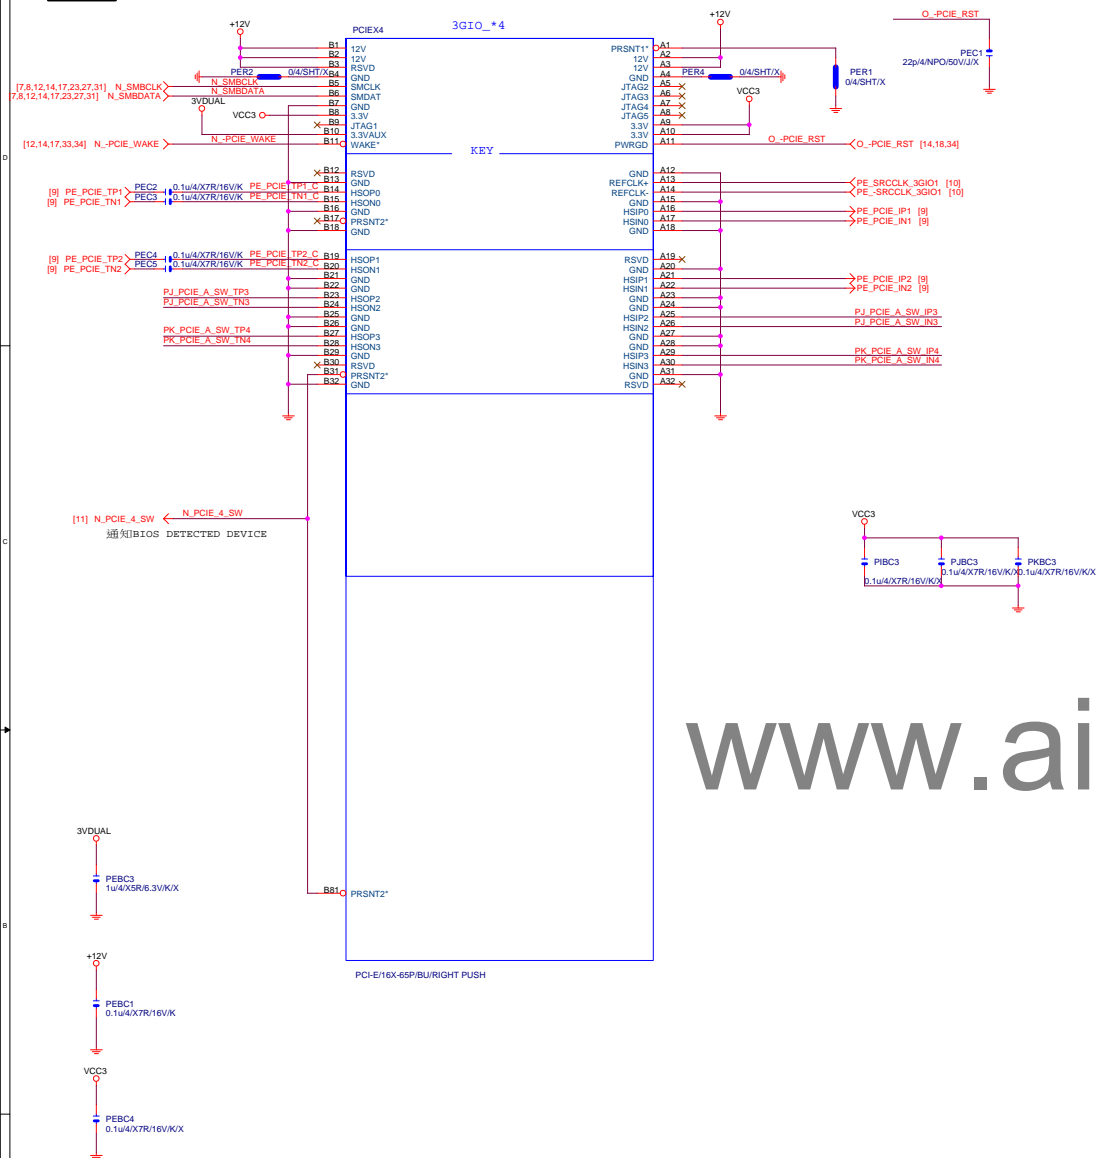 3GIO_*4
PCIEX4
+12V
+12V
O_-PCIE_RST
PEC1
22p/4/NPO/50V/J/X
B1 12V
B2 12V
B3 RSVD
PER2 0/4/SHT/X B4 GND
[7,8,12,14,17,23,27,31] N_SMBCLK N_SMBCLK B5 SMCLK
7,8,12,14,17,23,27,31] N_SMBDATA N_SMBDATA B6 SMDAT
3VDUAL B7 GND
VCC3 B8 3.3V
B9 JTAG1
B10 3.3VAUX
[12,14,17,33,34] N_-PCIE_WAKE N_-PCIE_WAKE B11 WAKE*
PRSNT1* A1
12V A2
12V A3
GND A4 PER4 0/4/SHT/X
JTAG2 A5
JTAG3 A6
JTAG4 A7
JTAG5 A8
3.3V A9
3.3V A10
PWRGD A11 O_-PCIE_RST O_-PCIE_RST [14,18,34]
PER1
0/4/SHT/X
VCC3
KEY
B12 RSVD
B13 GND
[9] PE_PCIE_TP1 PEC2 0.1u/4/X7R/16V/K PE_PCIE_TP1_C B14 HSOP0
[9] PE_PCIE_TN1 PEC3 0.1u/4/X7R/16V/K PE_PCIE_TN1_C B15 HSON0
B16 GND
B17 PRSNT2*
B18 GND
GND A12
REFCLK+ A13 PE_SRCCLK_3GIO1 [10]
REFCLK- A14 PE_-SRCCLK_3GIO1 [10]
GND A15
HSIP0 A16 PE_PCIE_IP1 [9]
HSIN0 A17 PE_PCIE_IN1 [9]
GND A18
[9] PE_PCIE_TP2 PEC4 0.1u/4/X7R/16V/K PE_PCIE_TP2_C B19 HSOP1
[9] PE_PCIE_TN2 PEC5 0.1u/4/X7R/16V/K PE_PCIE_TN2_C B20 HSON1
B21 GND
B22 GND
PJ_PCIE_A_SW_TP3 B23 HSOP2
PJ_PCIE_A_SW_TN3 B24 HSON2
B25 GND
B26 GND
PK_PCIE_A_SW_TP4 B27 HSOP3
PK_PCIE_A_SW_TN4 B28 HSON3
B29 GND
B30 RSVD
B31 PRSNT2*
B32 GND
RSVD A19
GND A20
HSIP1 A21 PE_PCIE_IP2 [9]
HSIN1 A22 PE_PCIE_IN2 [9]
GND A23
GND A24
HSIP2 A25 PJ_PCIE_A_SW_IP3
HSIN2 A26 PJ_PCIE_A_SW_IN3
GND A27
GND A28
HSIP3 A29 PK_PCIE_A_SW_IP4
HSIN3 A30 PK_PCIE_A_SW_IN4
GND A31
RSVD A32
[11] N_PCIE_4_SW N_PCIE_4_SW
通知BIOS DETECTED DEVICE
VCC3
PIBC3 PJBC3 PKBC3
0.1u/4/X7R/16V/K/X 0.1u/4/X7R/16V/K/X 0.1u/4/X7R/16V/K/X
www.ai
3VDUAL
PEBC3
1u/4/X5R/6.3V/K/X
B81 PRSNT2*
+12V
PEBC1
0.1u/4/X7R/16V/K
PCI-E/16X-65P/BU/RIGHT PUSH
VCC3
PEBC4
0.1u/4/X7R/16V/K/X
D
C
B